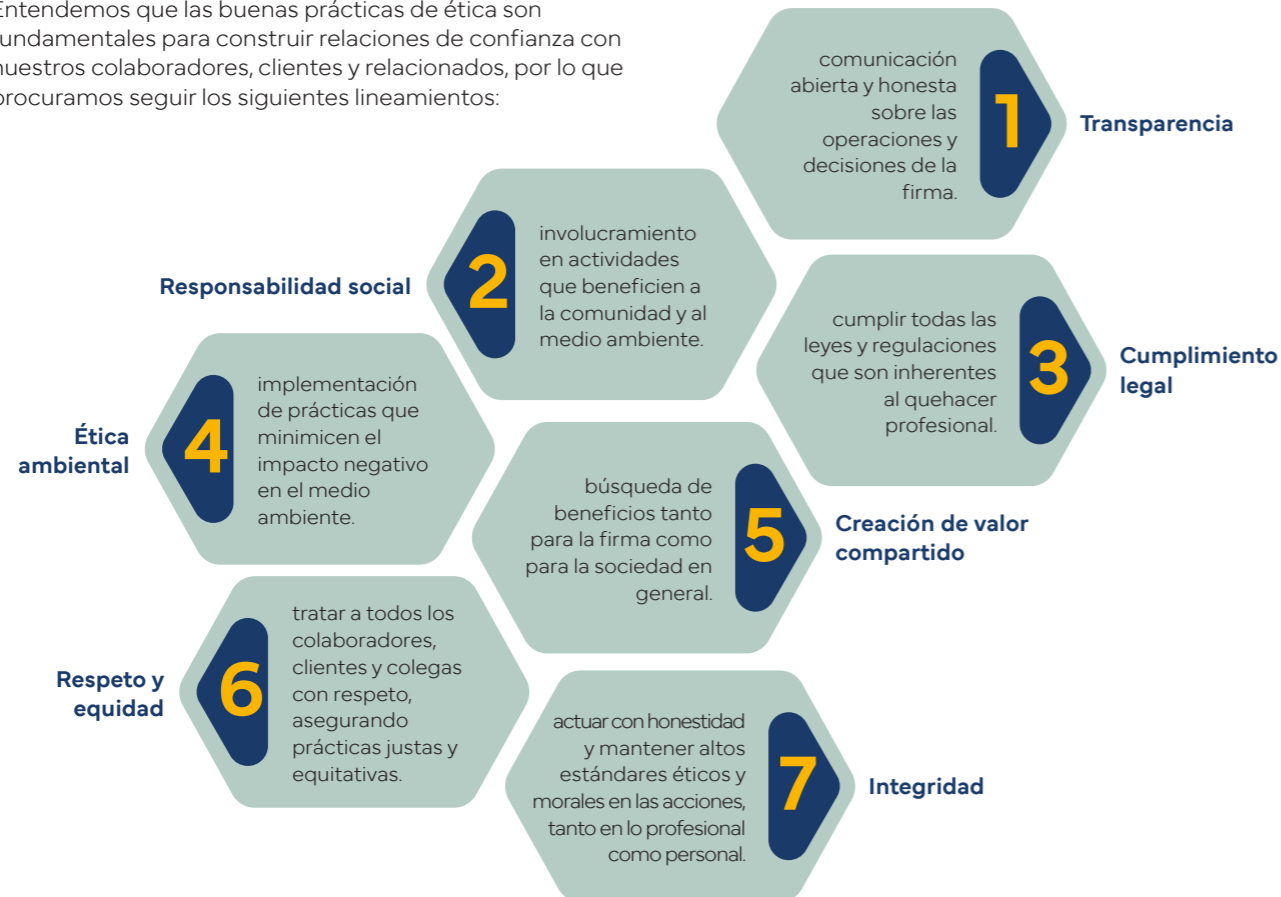 Entendemos que las buenas prácticas de ética son
fundamentales para construir relaciones de confianza con
nuestros colaboradores, clientes y relacionados, por lo que
procuramos seguir los siguientes lineamientos:
comunicación
abierta y honesta
sobre las
operaciones y
decisiones de la
firma.
1
Transparencia
Responsabilidad social
2
involucramiento
en actividades
que beneficien a
la comunidad y al
medio ambiente.
cumplir todas las
leyes y regulaciones
que son inherentes
al quehacer
profesional.
3
Cumplimiento
legal
Ética
ambiental
4
implementación
de prácticas que
minimicen el
impacto negativo
en el medio
ambiente.
búsqueda de
beneficios tanto
para la firma como
para la sociedad en
general.
5
Creación de valor
compartido
Respeto y
equidad
6
tratar a todos los
colaboradores,
clientes y colegas
con respeto,
asegurando
prácticas justas y
equitativas.
actuar con honestidad
y mantener altos
estándares éticos y
morales en las acciones,
tanto en lo profesional
como personal.
7
Integridad